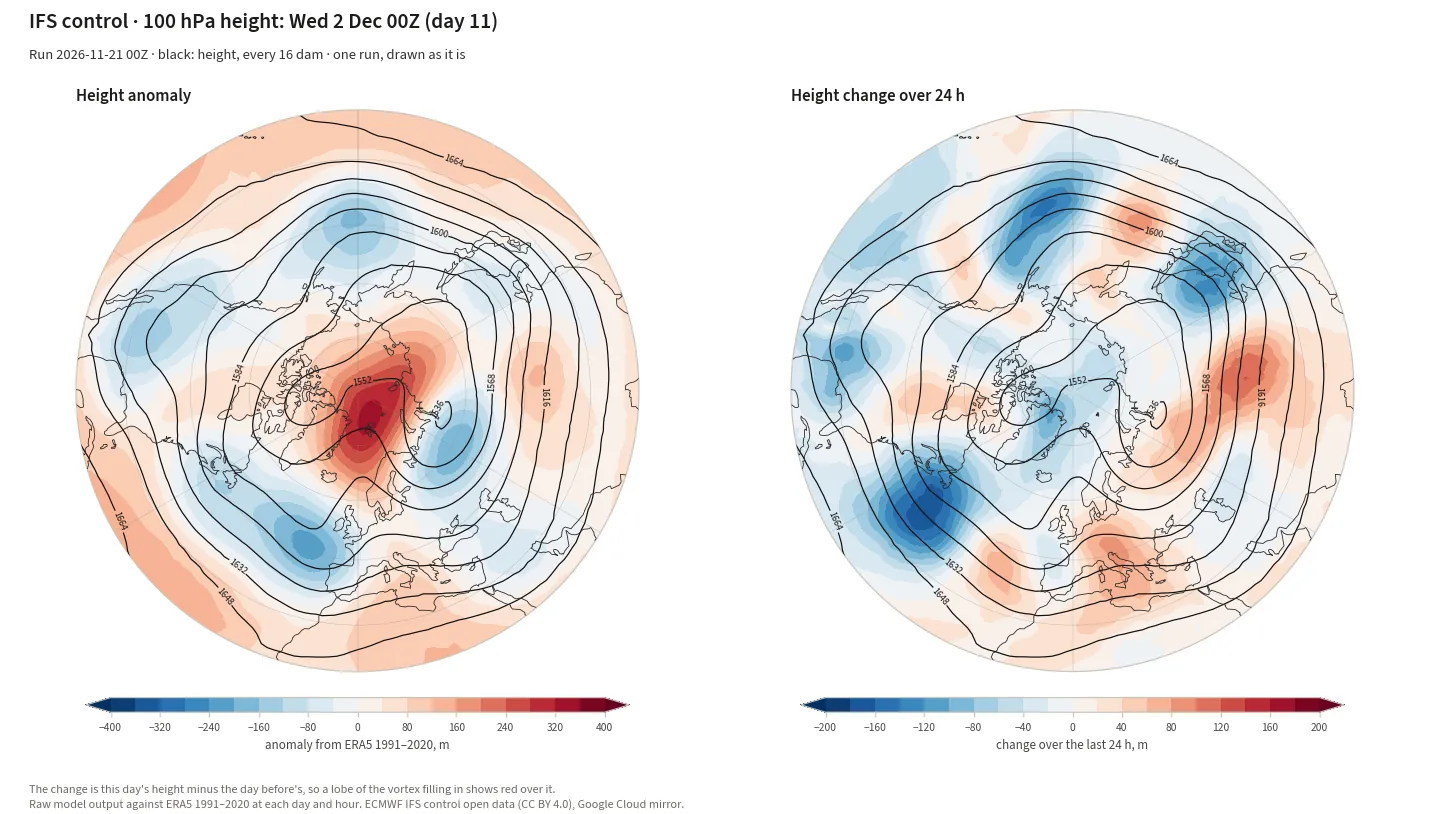 IFS control · 100 hPa height: Wed 2 Dec 00Z (day 11)
Run 2026-11-21 00Z · black: height, every 16 dam · one run, drawn as it is
Height anomaly
Height change over 24 h
1664
1600
1584
1552
1568
1536
1616
1664
1632
1648
1664
1600
1584
1552
1568
1536
1616
1664
1632
1648
−400 −320 −240 −160 −80 0 80 160 240 320 400
anomaly from ERA5 1991–2020, m
−200 −160 −120 −80 −40 0 40 80 120 160 200
change over the last 24 h, m
The change is this day's height minus the day before's, so a lobe of the vortex filling in shows red over it.
Raw model output against ERA5 1991–2020 at each day and hour. ECMWF IFS control open data (CC BY 4.0), Google Cloud mirror.